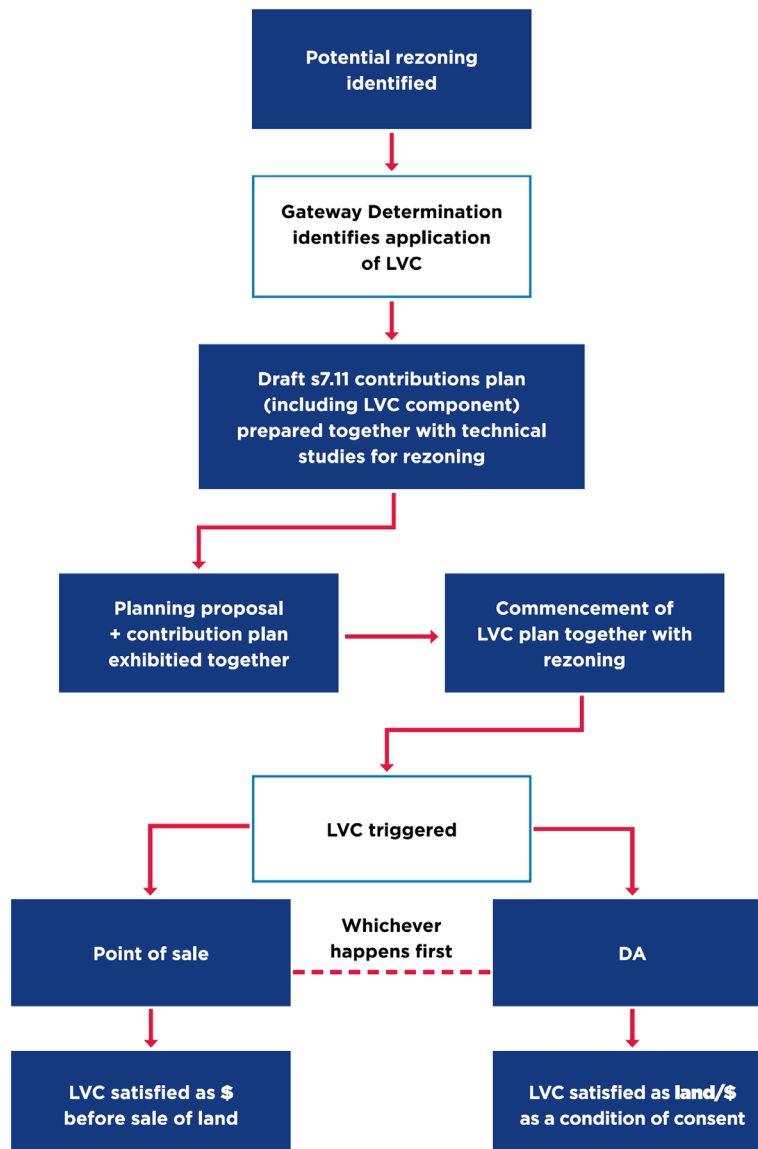 Potential rezoning
identified
Gateway Determination
identifies application
of LVC
Draft s7.11 contributions plan
(including LVC component)
prepared together with technical
studies for rezoning
Planning proposal
+ contribution plan
exhibitied together
Commencement of
LVC plan together with
rezoning
LVC triggered
Point of sale
Whichever
happens first
DA
LVC satisfied as $
before sale of land
LVC satisfied as land/$
as a condition of consent